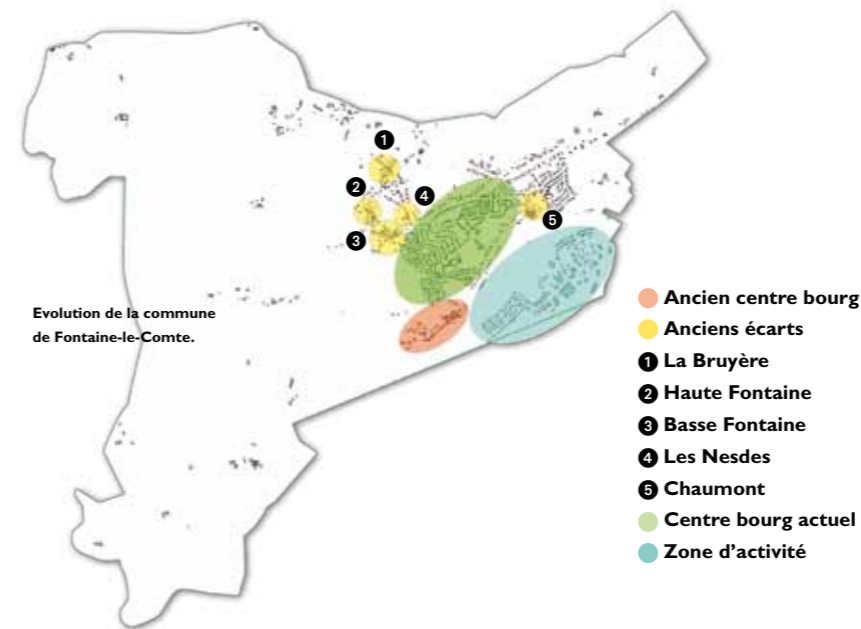 1
2
4
3
5
Evolution de la commune
de Fontaine-le-Comte.
Ancien centre bourg
Anciens écarts
1 La Bruyère
2 Haute Fontaine
3 Basse Fontaine
4 Les Nesdes
5 Chaumont
Centre bourg actuel
Zone d’activité